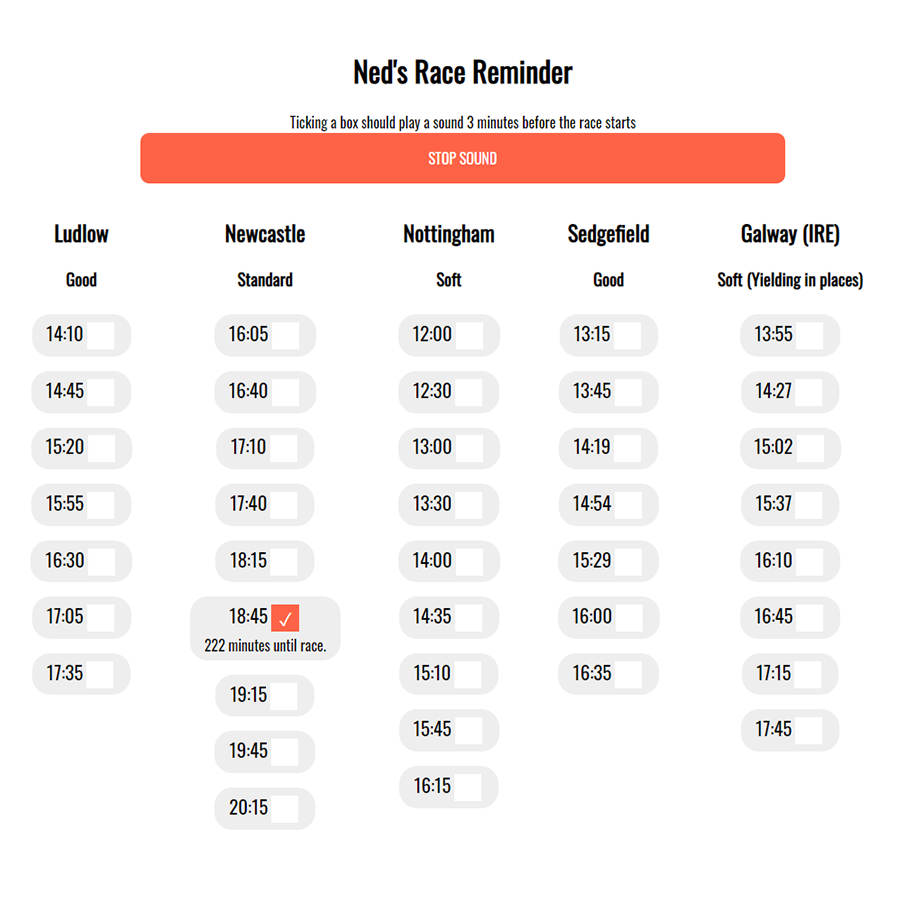 Ned's Race Reminder
Ticking a box should play a sound 3 minutes before the race starts
STOP SOUND
Ludlow
Good
14:10
14:45
15:20
15:55
16:30
17:05
17:35
Newcastle
Standard
16:05
16:40
17:10
17:40
18:15
18:45 ✓
222 minutes until race.
19:15
19:45
20:15
Nottingham
Soft
12:00
12:30
13:00
13:30
14:00
14:35
15:10
15:45
16:15
Sedgefield
Good
13:15
13:45
14:19
14:54
15:29
16:00
16:35
Galway (IRE)
Soft (Yielding in places)
13:55
14:27
15:02
15:37
16:10
16:45
17:15
17:45